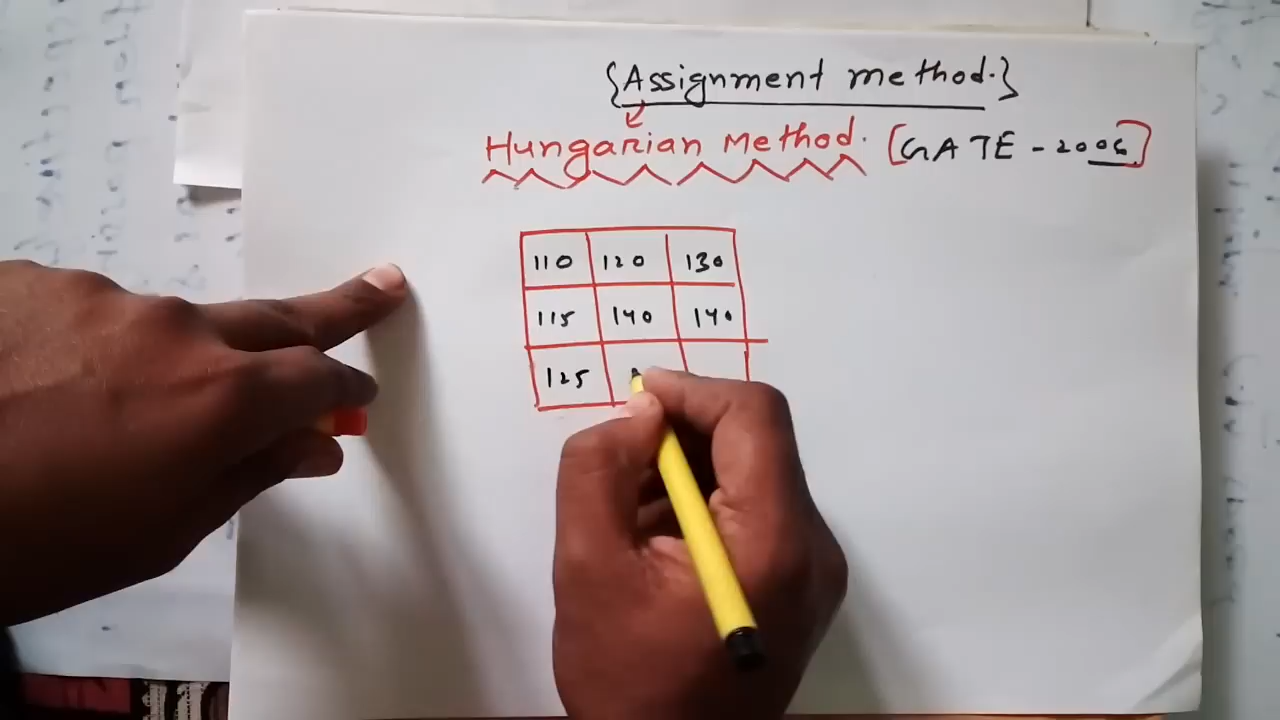 {Assignment method.}
Hungarian Method. [GATE - 2006]
110 120 130
115 140 140
125